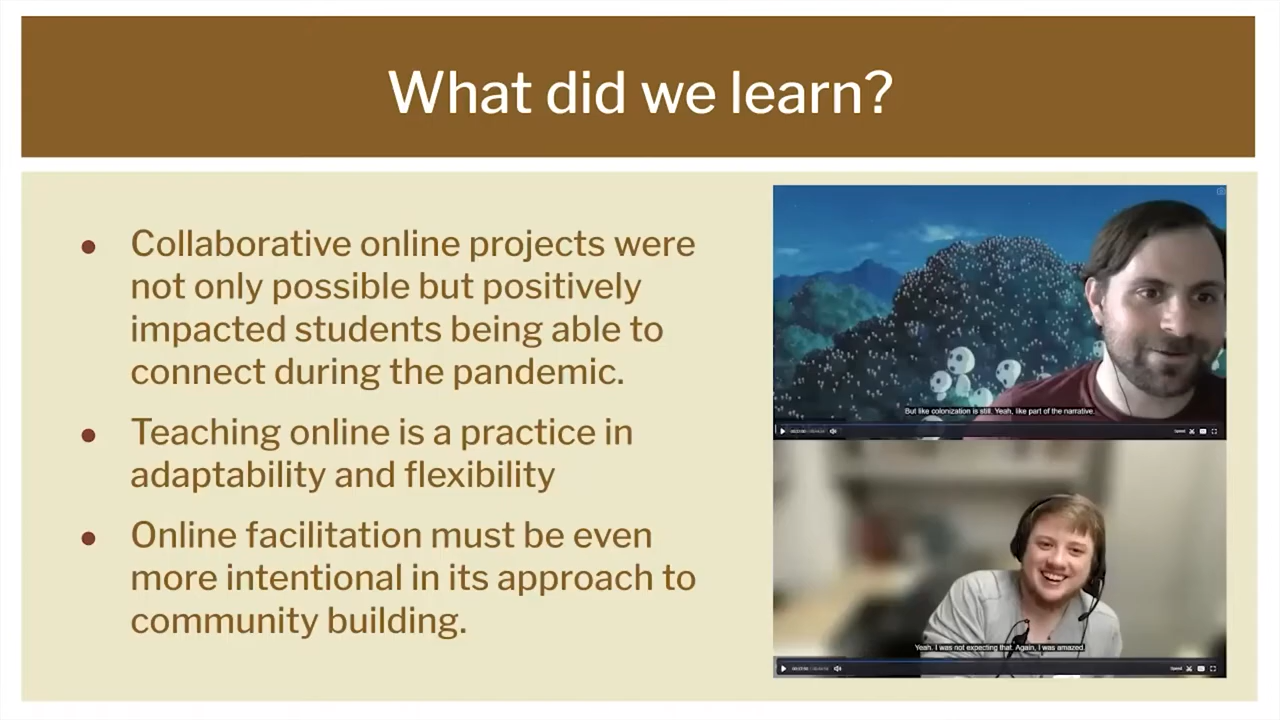 What did we learn?
• Collaborative online projects were
not only possible but positively
impacted students being able to
connect during the pandemic.
• Teaching online is a practice in
adaptability and flexibility
• Online facilitation must be even
more intentional in its approach to
community building.
But like colonization is still. Yeah, like part of the narrative.
Speed
Yeah. I was not expecting that. Again, I was amazed.
Speed